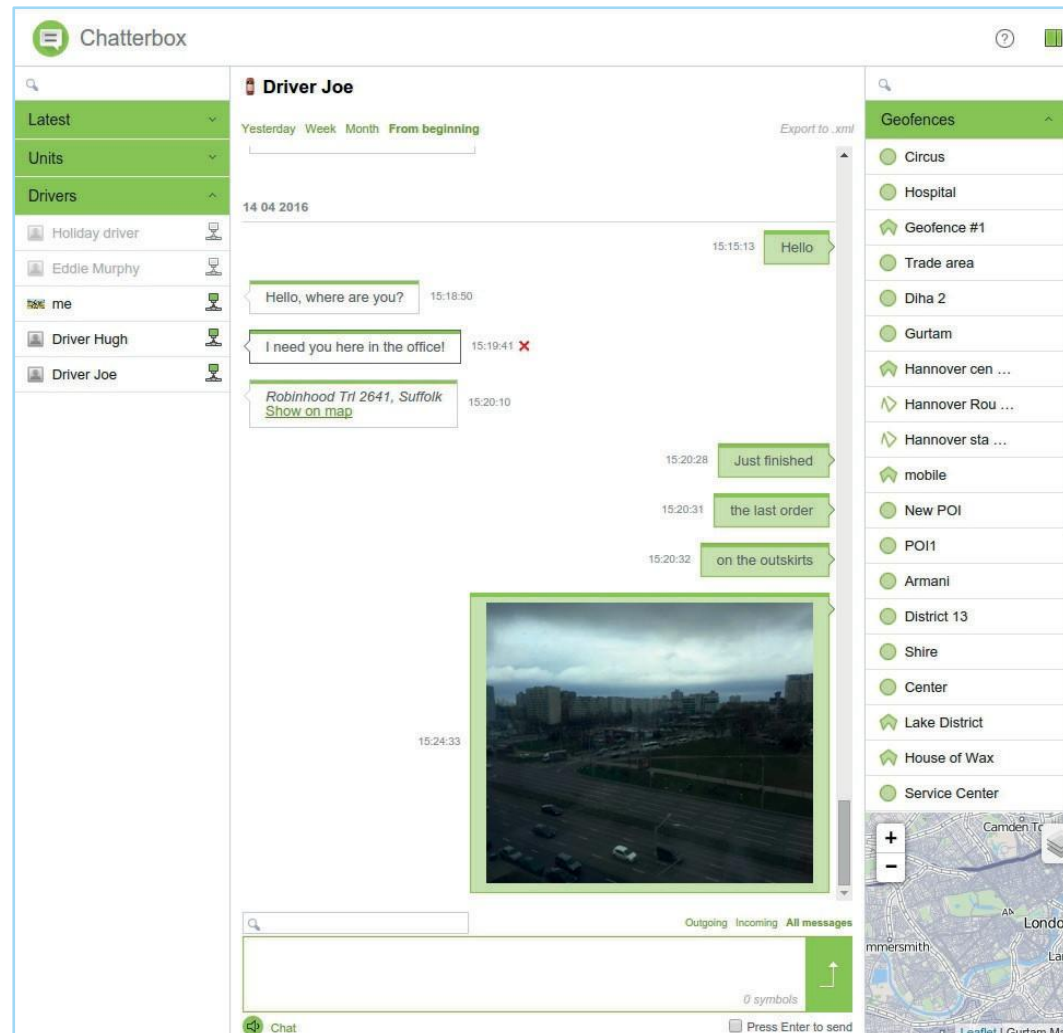 Chatterbox
?
Latest
Units
Drivers
Holiday driver
Eddie Murphy
me
Driver Hugh
Driver Joe
Driver Joe
Yesterday Week Month From beginning
Export to .xml
14 04 2016
15:15:13 Hello
Hello, where are you? 15:18:50
I need you here in the office! 15:19:41
Robinhood Trl 2641, Suffolk
Show on map
15:20:10
15:20:28 Just finished
15:20:31 the last order
15:20:32 on the outskirts
15:24:33
Outgoing Incoming All messages
0 symbols
Chat
Press Enter to send
Geofences
Circus
Hospital
Geofence #1
Trade area
Diha 2
Gurtam
Hannover cen ...
Hannover Rou ...
Hannover sta ...
mobile
New POI
POI1
Armani
District 13
Shire
Center
Lake District
House of Wax
Service Center
+
−
Camden To
Londo
mmersmith
La
Leaflet | Gurtam Ma